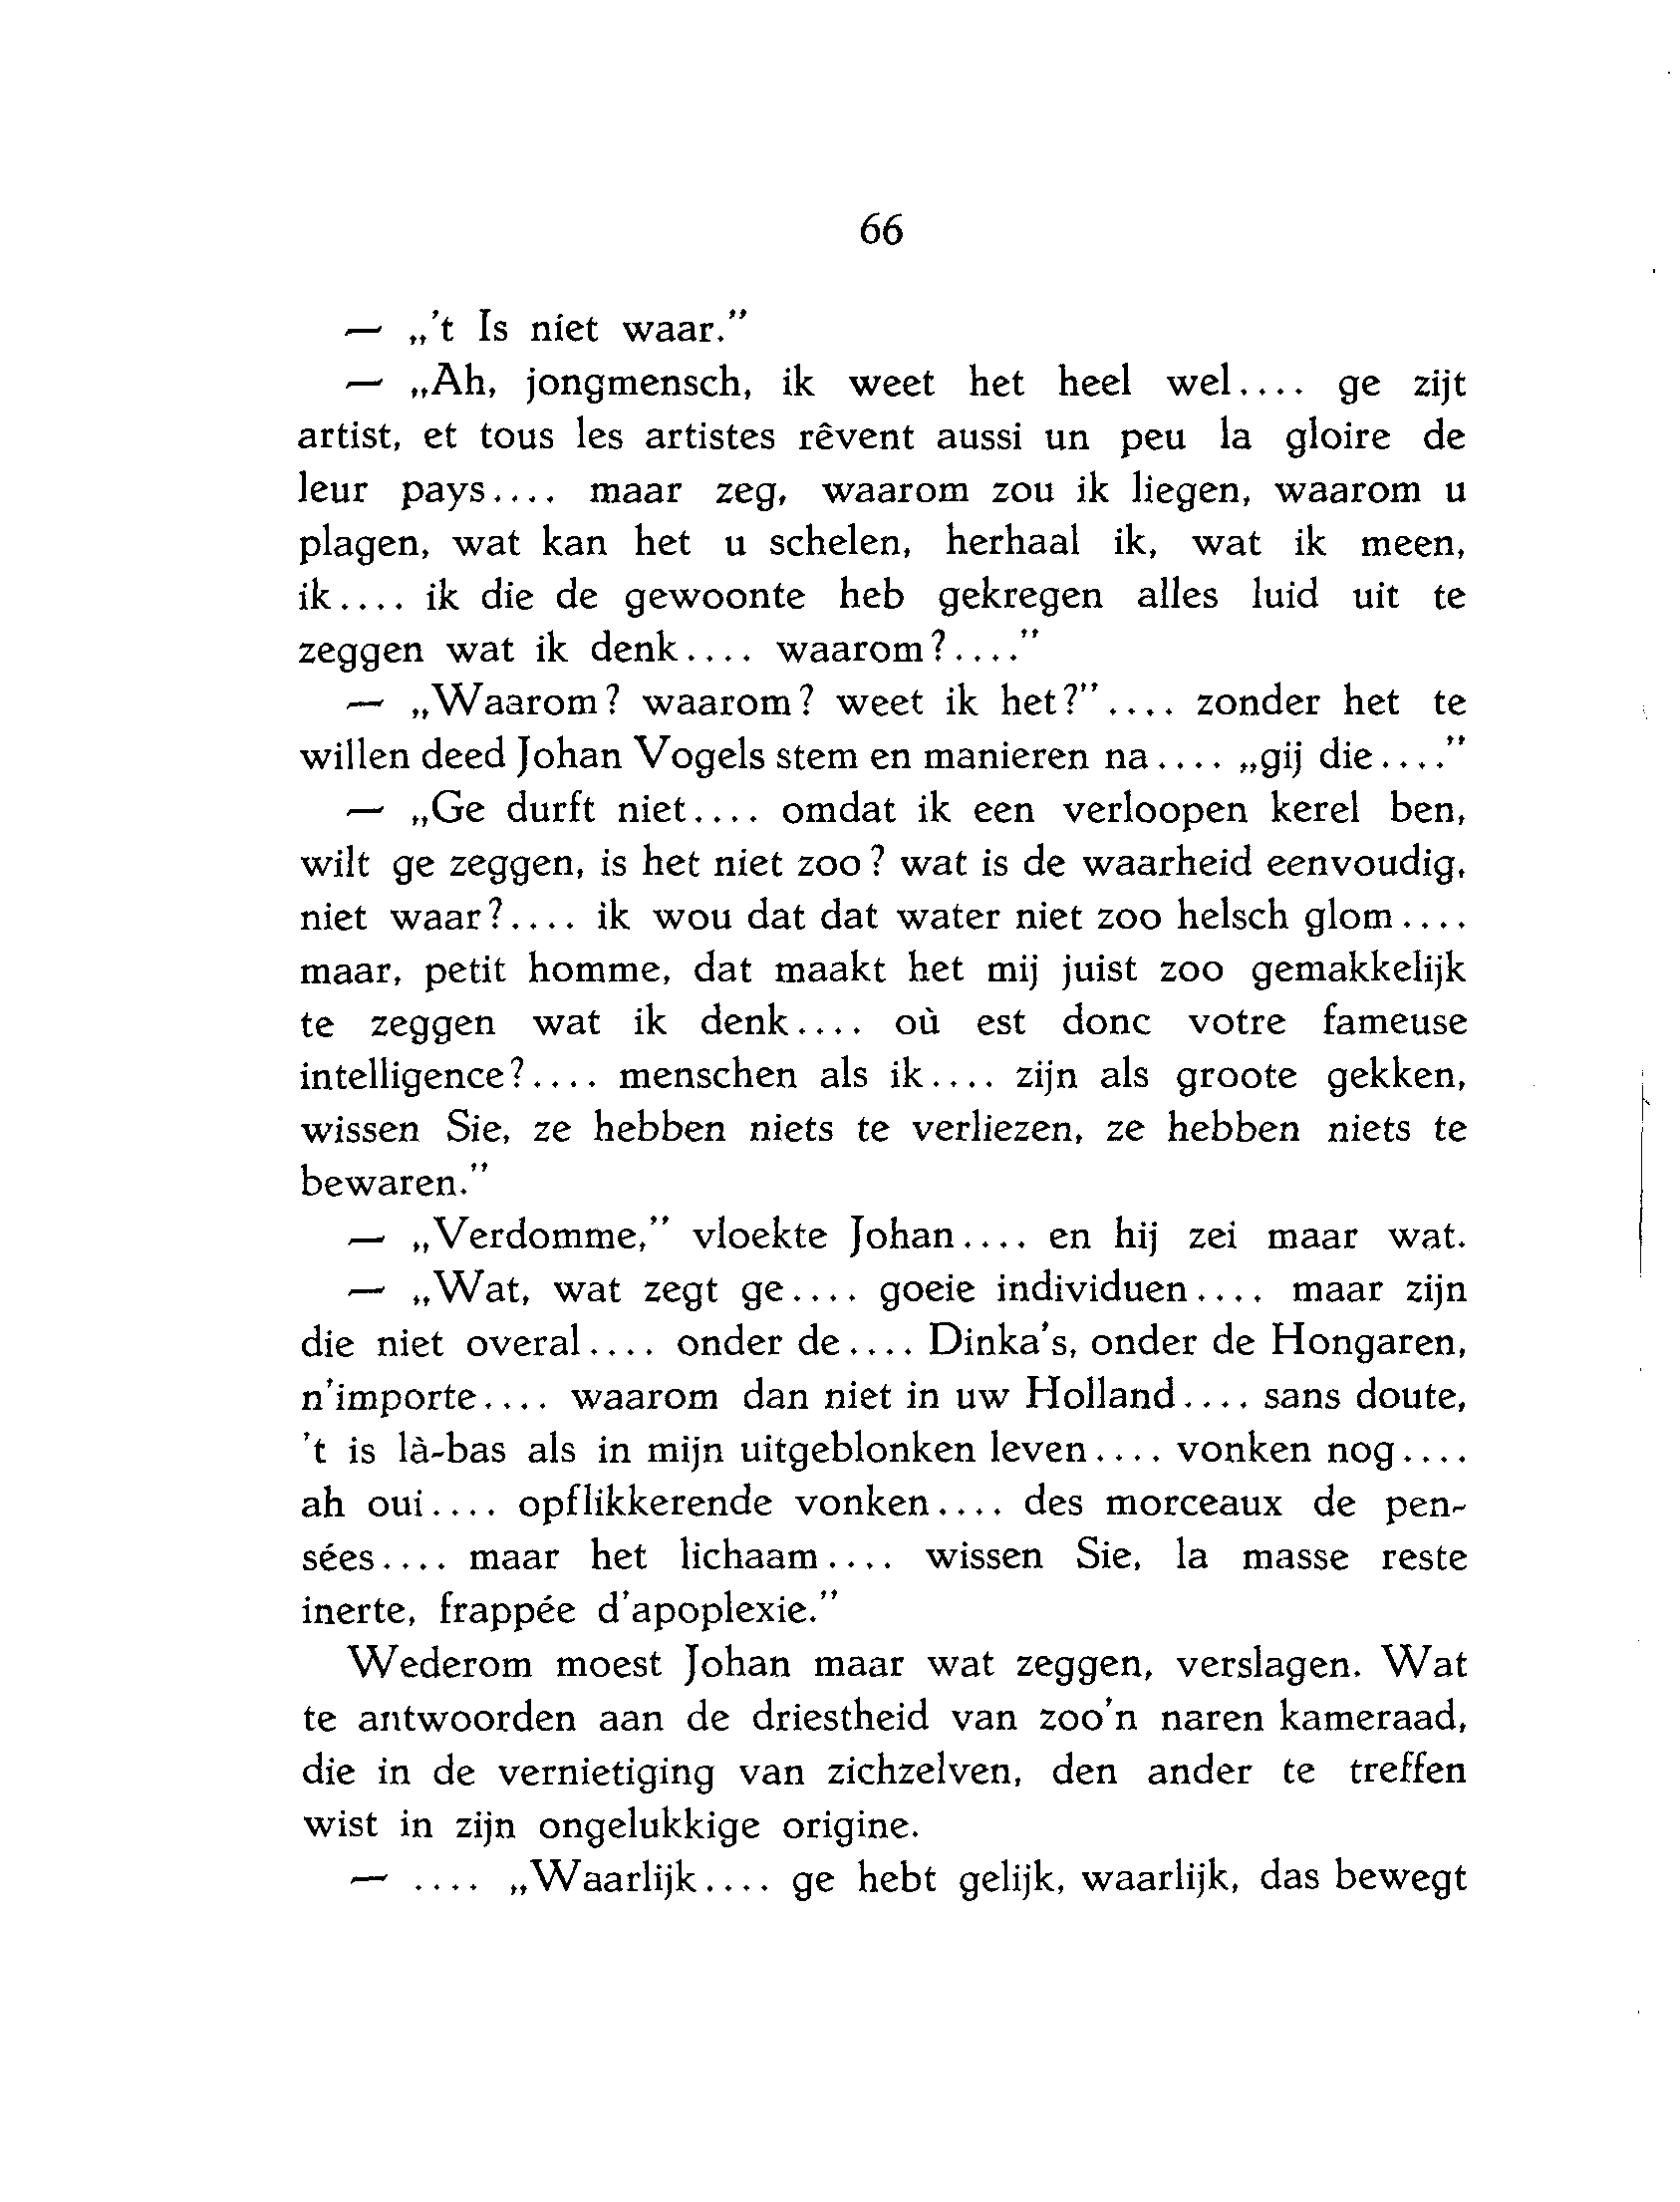 66
— „'t Is niet waar."
— „Ah, jongmensch, ik weet het heel wel.... ge zijt
artist, et tous les artistes rêvent aussi un peu la gloire de
leur pays.... maar zeg, waarom zou ik liegen, waarom u
plagen, wat kan het u schelen, herhaal ik, wat ik meen,
ik.... ik die de gewoonte heb gekregen alles luid uit te
zeggen wat ik denk.... waarom?...."
— „Waarom? waarom? weet ik het?".... zonder het te
willen deed Johan Vogels stem en manieren na.... „gij die...."
— „Ge durft niet.... omdat ik een verloopen kerel ben,
wilt ge zeggen, is het niet zoo? wat is de waarheid eenvoudig,
niet waar?.... ik wou dat dat water niet zoo helsch glom....
maar, petit homme, dat maakt het mij juist zoo gemakkelijk
te zeggen wat ik denk.... où est donc votre fameuse
intelligence?.... menschen als ik.... zijn als groote gekken,
wissen Sie, ze hebben niets te verliezen, ze hebben niets te
bewaren."
— „Verdomme," vloekte Johan.... en hij zei maar wat.
— „Wat, wat zegt ge.... goeie individuen.... maar zijn
die niet overal.... onder de.... Dinka's, onder de Hongaren,
n'importe.... waarom dan niet in uw Holland.... sans doute,
't is là-bas als in mijn uitgeblonken leven.... vonken nog....
ah oui.... opflikkerende vonken.... des morceaux de pen-
sées.... maar het lichaam.... wissen Sie, la masse reste
inerte, frappée d'apoplexie."
Wederom moest Johan maar wat zeggen, verslagen. Wat
te antwoorden aan de driestheid van zoo'n naren kameraad,
die in de vernietiging van zichzelven, den ander te treffen
wist in zijn ongelukkige origine.
— .... „Waarlijk.... ge hebt gelijk, waarlijk, das bewegt